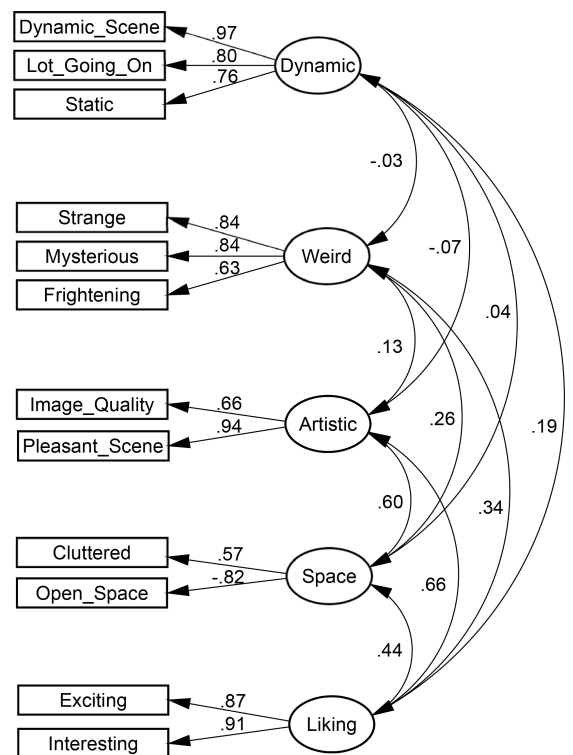 Dynamic_Scene
.97
Lot_Going_On
.80
Dynamic
.76
Static
-.03
Strange
.84
Mysterious
.84
Weird
-.07
.63
Frightening
.04
.13
Image_Quality
.66
Artistic
.26
.19
Pleasant_Scene
.94
.60
.34
Cluttered
.57
Space
Open_Space
-.82
.66
.44
Exciting
.87
Liking
Interesting
.91